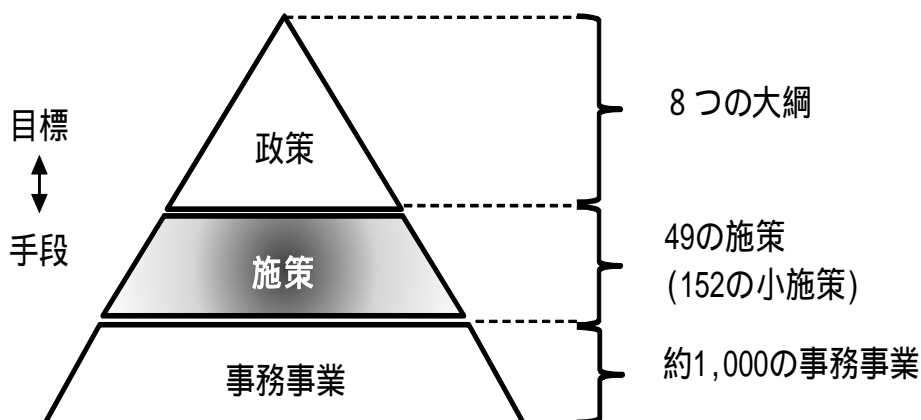 政策
8つの大綱
目標
手段
施策
49の施策
(152の小施策)
事務事業
約1,000の事務事業